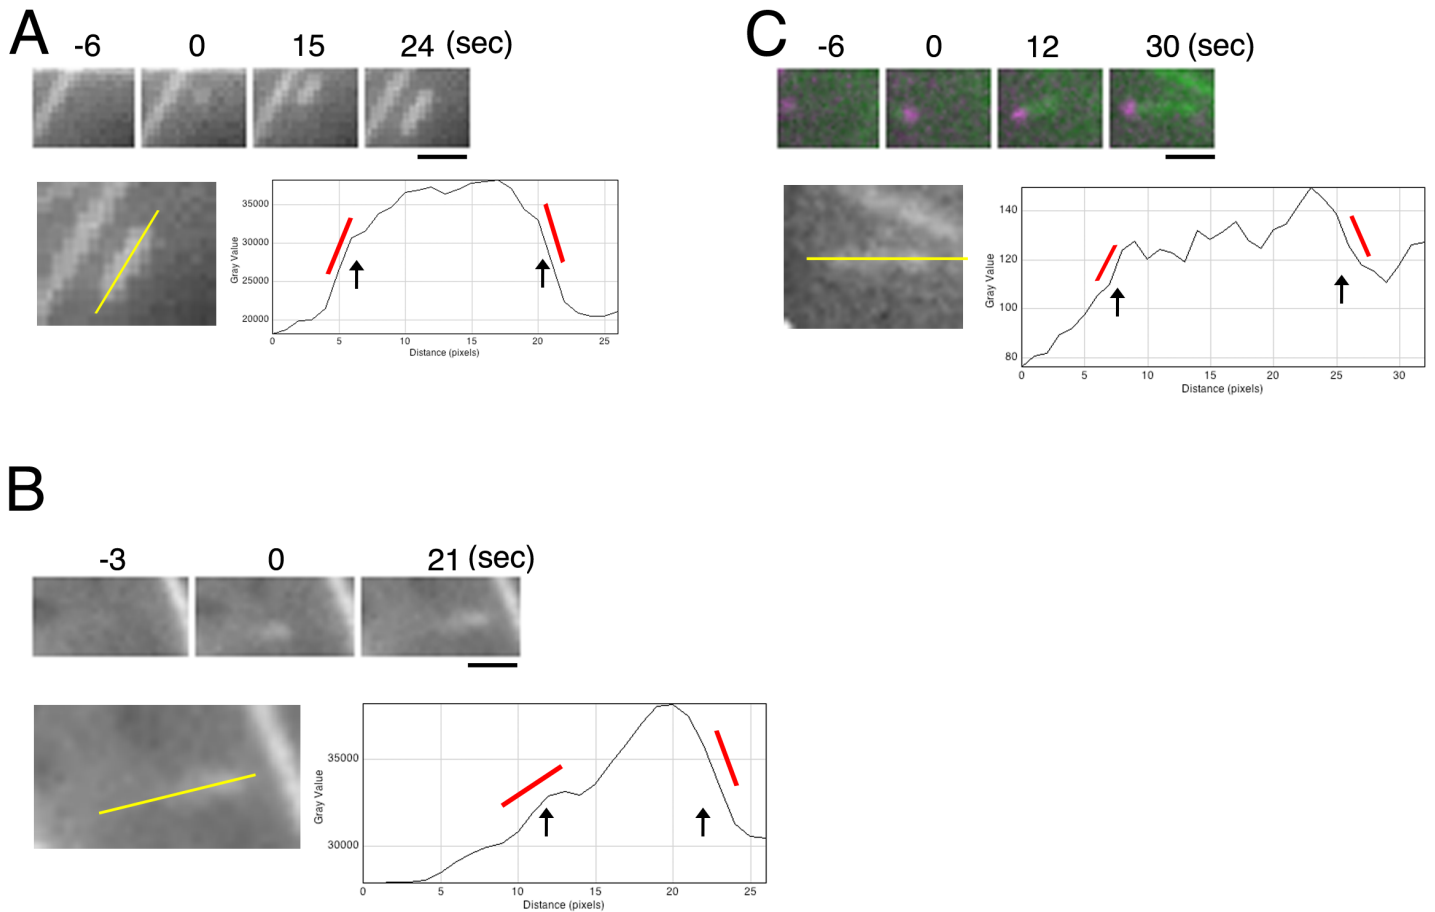 A
-6 0 15 24 (sec)
35000
30000
25000
20000
Gray Value
0 5 10 15 20 25
Distance (pixels)
C
-6 0 12 30 (sec)
140
120
100
80
Gray Value
0 5 10 15 20 25 30
Distance (pixels)
B
-3 0 21 (sec)
35000
30000
Gray Value
0 5 10 15 20 25
Distance (pixels)